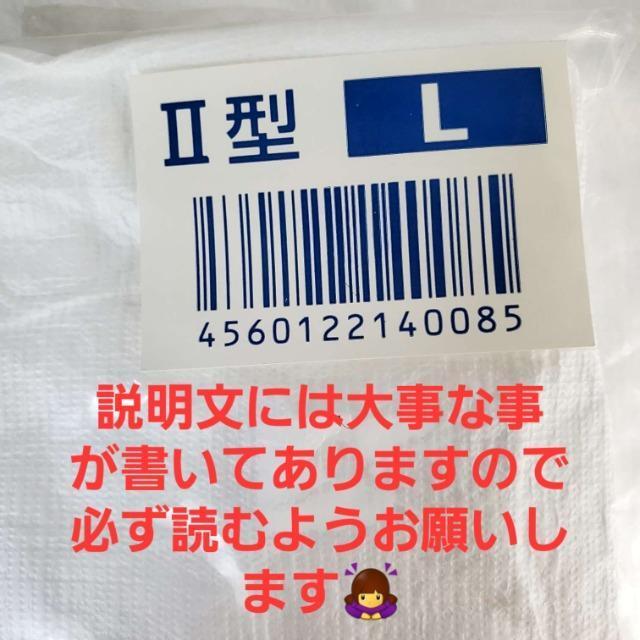 Ⅱ型 L
4560122140085
説明文には大事な事
が書いてありますので
必ず読むようお願いし
ます🙇‍♀️